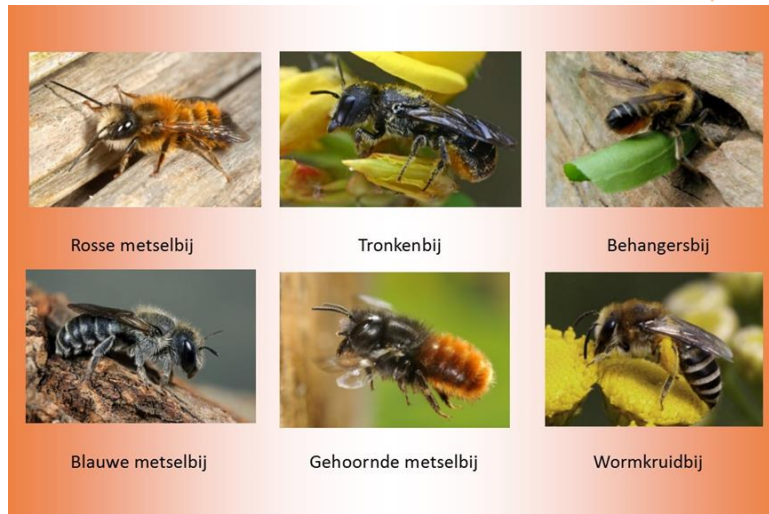 Rosse metselbij
Tronkenbij
Behangersbij
Blauwe metselbij
Gehoornde metselbij
Wormkruidbij